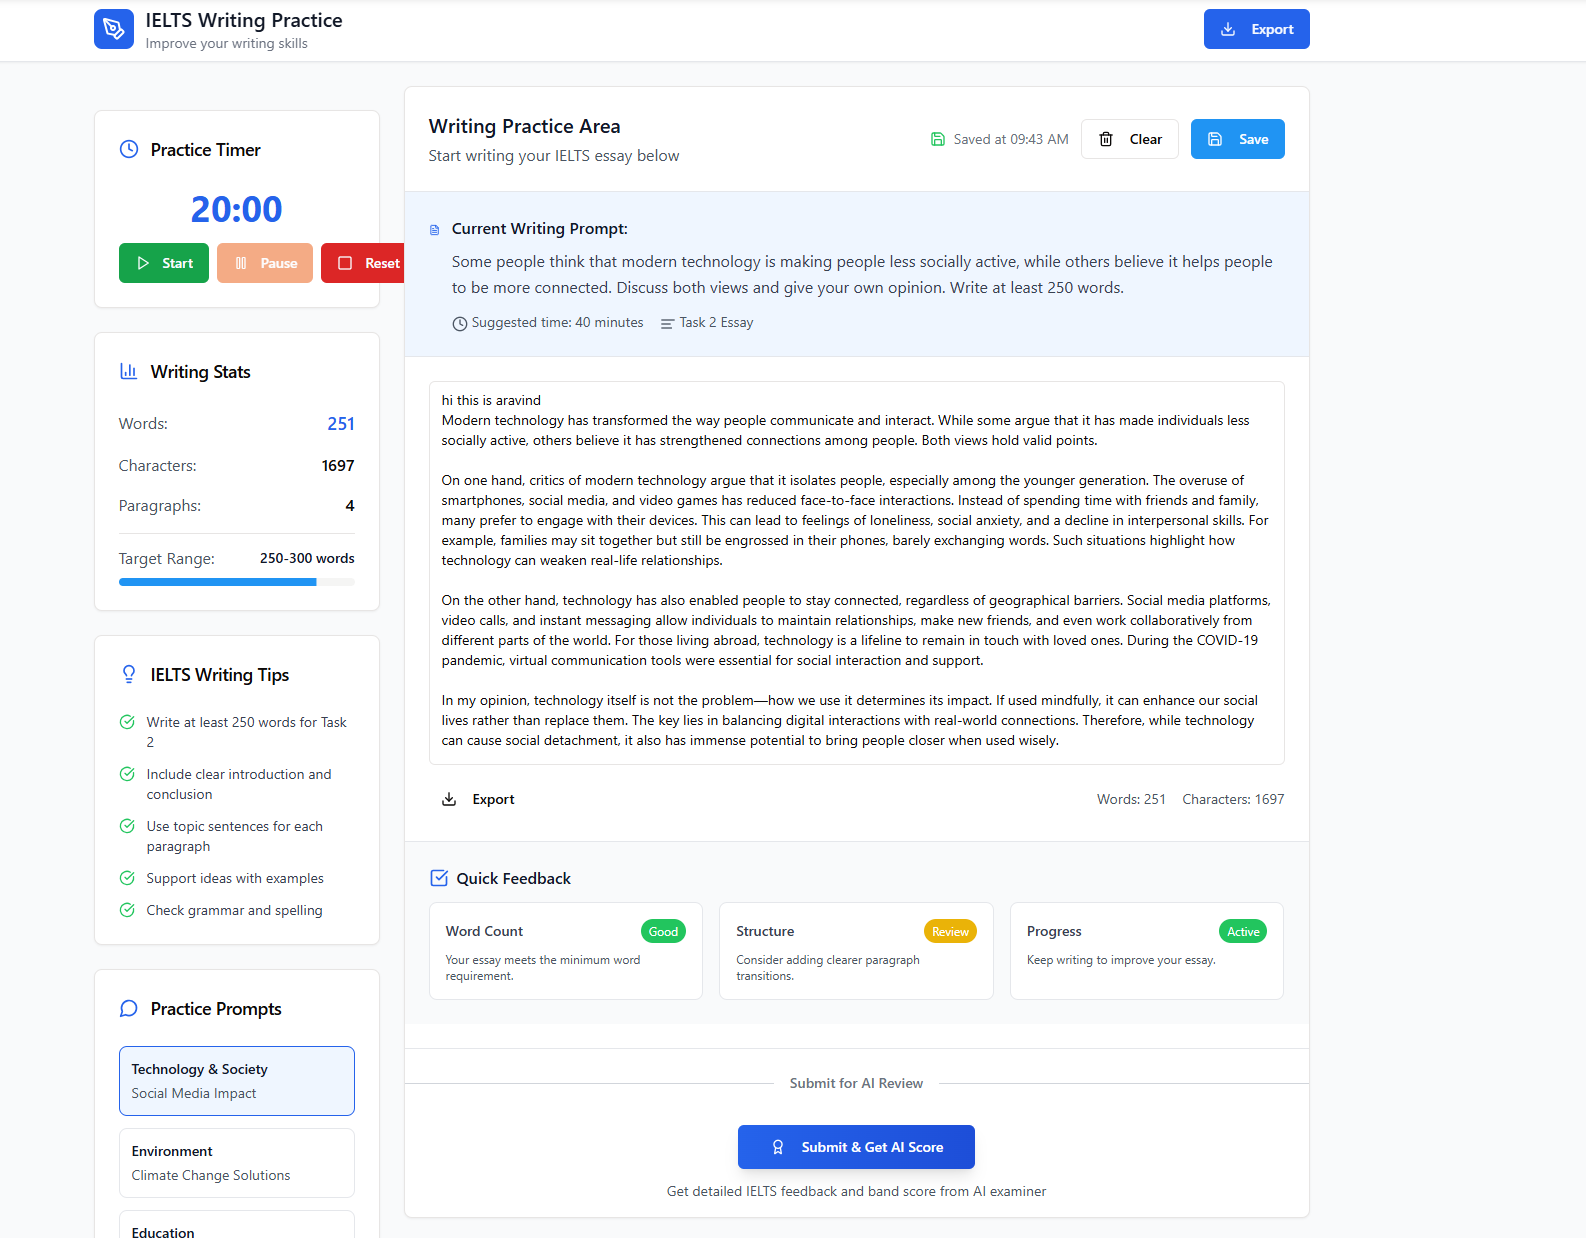 IELTS Writing Practice
Improve your writing skills
Export
Practice Timer
20:00
Start
Pause
Reset
Writing Stats
Words: 251
Characters: 1697
Paragraphs: 4
Target Range: 250-300 words
IELTS Writing Tips
Write at least 250 words for Task
2
Include clear introduction and
conclusion
Use topic sentences for each
paragraph
Support ideas with examples
Check grammar and spelling
Practice Prompts
Technology & Society
Social Media Impact
Environment
Climate Change Solutions
Education
Writing Practice Area
Start writing your IELTS essay below
Saved at 09:43 AM
Clear
Save
Current Writing Prompt:
Some people think that modern technology is making people less socially active, while others believe it helps people
to be more connected. Discuss both views and give your own opinion. Write at least 250 words.
Suggested time: 40 minutes
Task 2 Essay
hi this is aravind
Modern technology has transformed the way people communicate and interact. While some argue that it has made individuals less
socially active, others believe it has strengthened connections among people. Both views hold valid points.
On one hand, critics of modern technology argue that it isolates people, especially among the younger generation. The overuse of
smartphones, social media, and video games has reduced face-to-face interactions. Instead of spending time with friends and family,
many prefer to engage with their devices. This can lead to feelings of loneliness, social anxiety, and a decline in interpersonal skills. For
example, families may sit together but still be engrossed in their phones, barely exchanging words. Such situations highlight how
technology can weaken real-life relationships.
On the other hand, technology has also enabled people to stay connected, regardless of geographical barriers. Social media platforms,
video calls, and instant messaging allow individuals to maintain relationships, make new friends, and even work collaboratively from
different parts of the world. For those living abroad, technology is a lifeline to remain in touch with loved ones. During the COVID-19
pandemic, virtual communication tools were essential for social interaction and support.
In my opinion, technology itself is not the problem—how we use it determines its impact. If used mindfully, it can enhance our social
lives rather than replace them. The key lies in balancing digital interactions with real-world connections. Therefore, while technology
can cause social detachment, it also has immense potential to bring people closer when used wisely.
Export
Words: 251
Characters: 1697
Quick Feedback
Word Count
Good
Your essay meets the minimum word
requirement.
Structure
Review
Consider adding clearer paragraph
transitions.
Progress
Active
Keep writing to improve your essay.
Submit for AI Review
Submit & Get AI Score
Get detailed IELTS feedback and band score from AI examiner